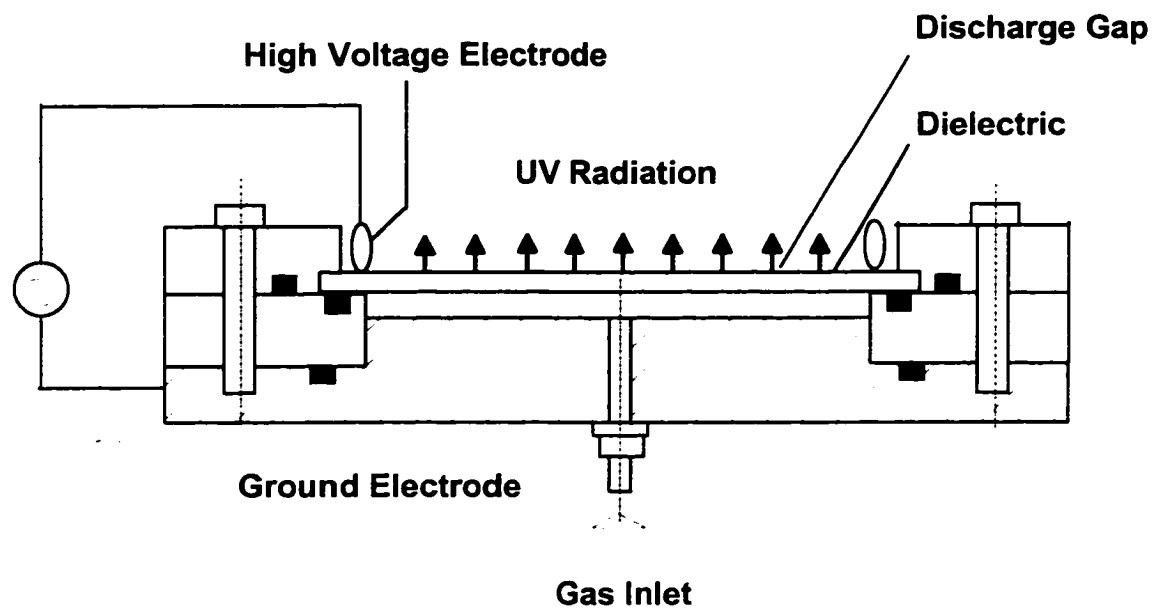 Discharge Gap
High Voltage Electrode
Dielectric
UV Radiation
Ground Electrode
Gas Inlet